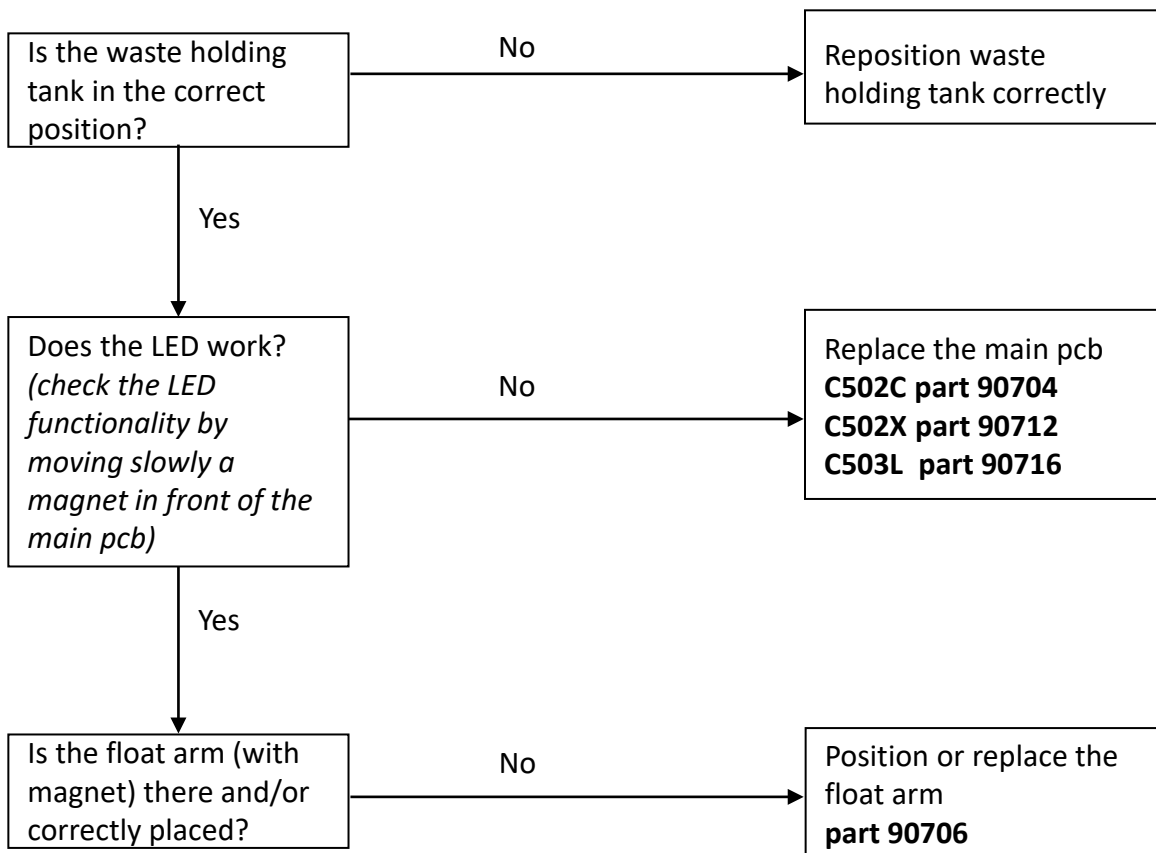 Is the waste holding
tank in the correct
position?
No
Reposition waste
holding tank correctly
Yes
Does the LED work?
(check the LED
functionality by
moving slowly a
magnet in front of the
main pcb)
No
Replace the main pcb
C502C part 90704
C502X part 90712
C503L  part 90716
Yes
Is the float arm (with
magnet) there and/or
correctly placed?
No
Position or replace the
float arm
part 90706